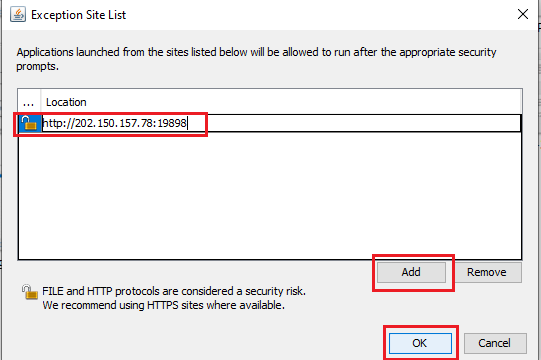 Exception Site List
Applications launched from the sites listed below will be allowed to run after the appropriate security
prompts.
... Location
http://202.150.157.78:19898
Add Remove
FILE and HTTP protocols are considered a security risk.
We recommend using HTTPS sites where available.
OK Cancel